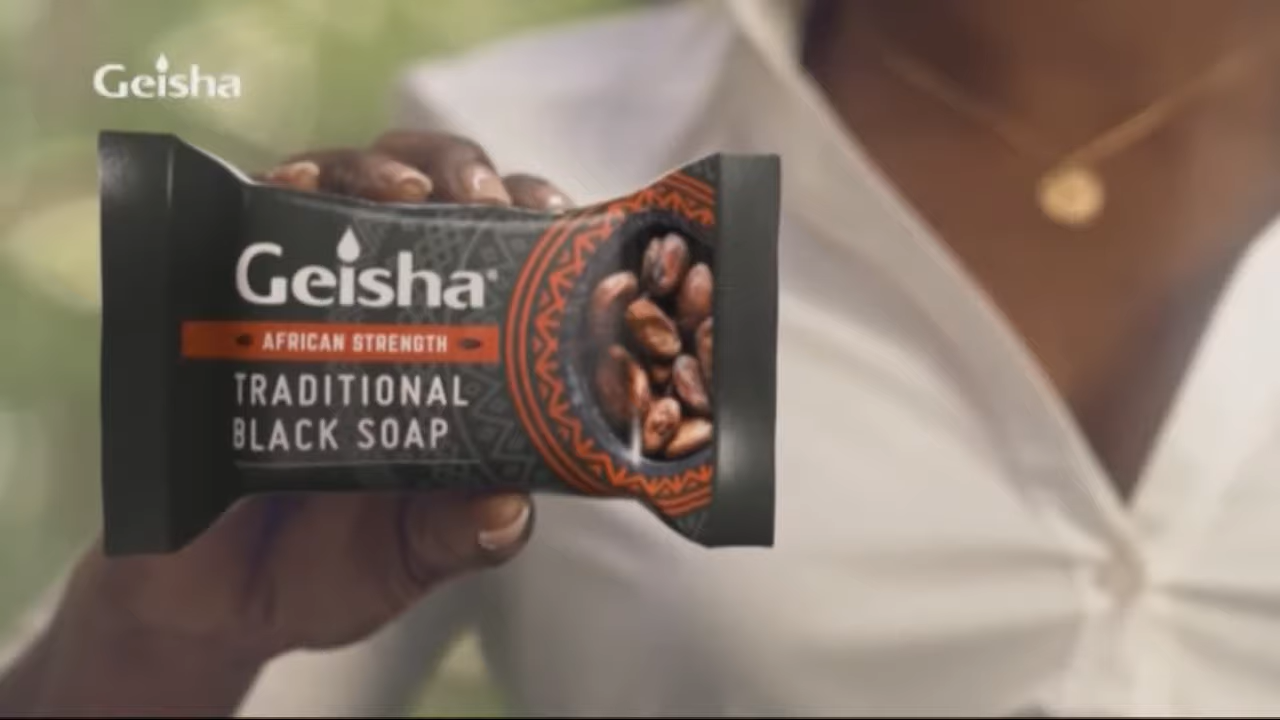 Geisha
Geisha
AFRICAN STRENGTH
TRADITIONAL
BLACK SOAP